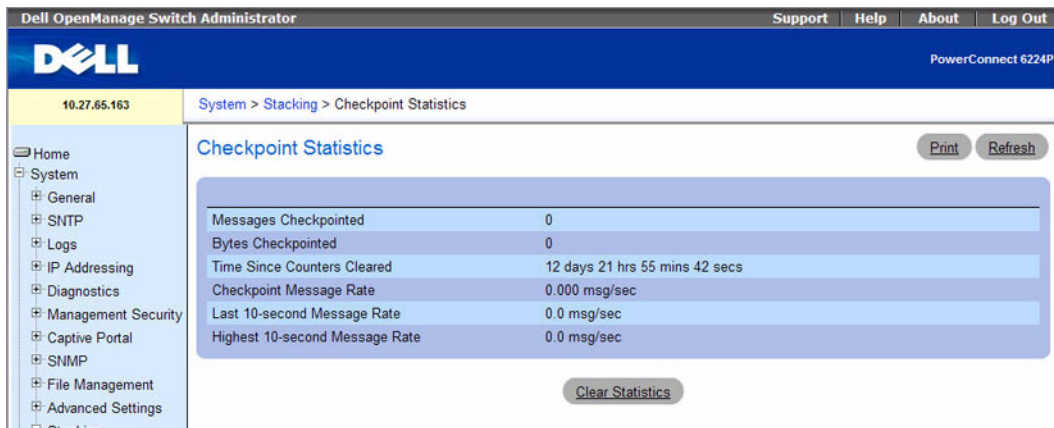 Dell OpenManage Switch Administrator
Support Help About Log Out
DELL
PowerConnect 6224P
10.27.65.163
System > Stacking > Checkpoint Statistics
Home
System
General
SNTP
Logs
IP Addressing
Diagnostics
Management Security
Captive Portal
SNMP
File Management
Advanced Settings
Checkpoint Statistics
Print Refresh
Messages Checkpointed 0
Bytes Checkpointed 0
Time Since Counters Cleared 12 days 21 hrs 55 mins 42 secs
Checkpoint Message Rate 0.000 msg/sec
Last 10-second Message Rate 0.0 msg/sec
Highest 10-second Message Rate 0.0 msg/sec
Clear Statistics